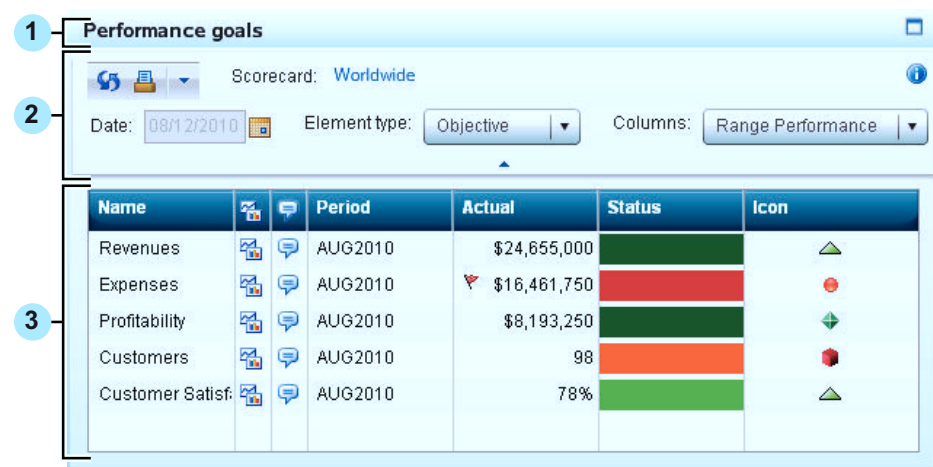 1
Performance goals
2
Scorecard: Worldwide
Date: 08/12/2010 Element type: Objective Columns: Range Performance
3
Name Period Actual Status Icon
Revenues AUG2010 $24,655,000
Expenses AUG2010 $16,461,750
Profitability AUG2010 $8,193,250
Customers AUG2010 98
Customer Satisf AUG2010 78%